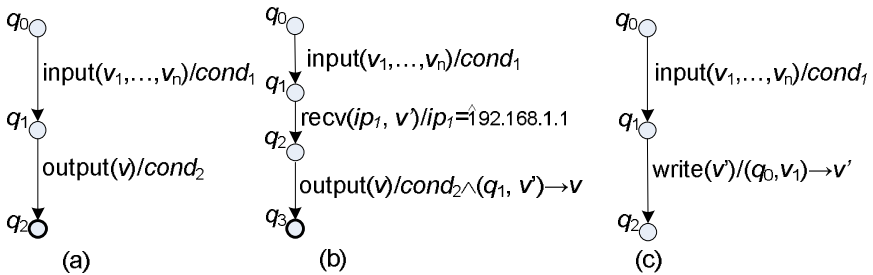 q₀
input(v₁,…,vₙ)/cond₁
q₁
output(v)/cond₂
q₂
(a)
q₀
input(v₁,…,vₙ)/cond₁
q₁
recv(ip₁, v’)/ip₁=̂192.168.1.1
q₂
output(v)/cond₂∧(q₁, v’)→v
q₃
(b)
q₀
input(v₁,…,vₙ)/cond₁
q₁
write(v’)/(q₀,v₁)→v’
q₂
(c)